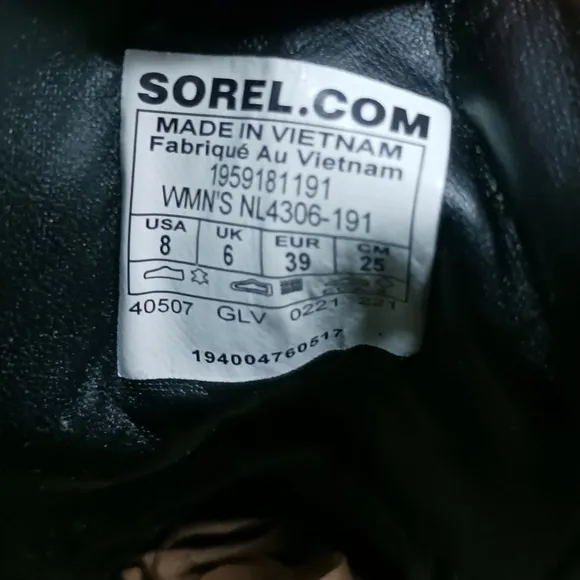 SOREL.COM
MADE IN VIETNAM
Fabriqué Au Vietnam
1959181191
WMN'S NL4306-191
USA UK EUR CM
8 6 39 25
40507 GLV 0221 221
194004760517